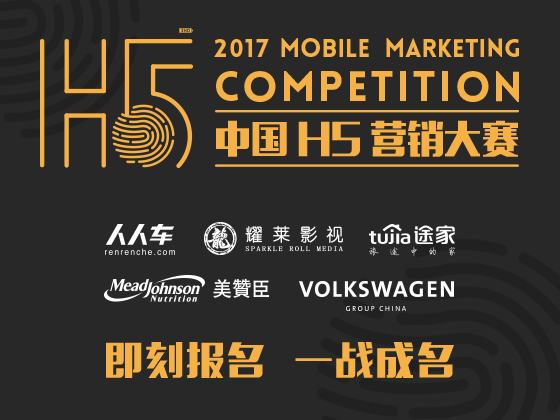 H5
2017 MOBILE MARKETING
COMPETITION
中国 H5 营销大赛
人人车
renrenche.com
耀莱影视
SPARKLE ROLL MEDIA
tujia途家
旅途中的家
MeadJohnson
Nutrition
美赞臣
VOLKSWAGEN
GROUP CHINA
即刻报名 一战成名